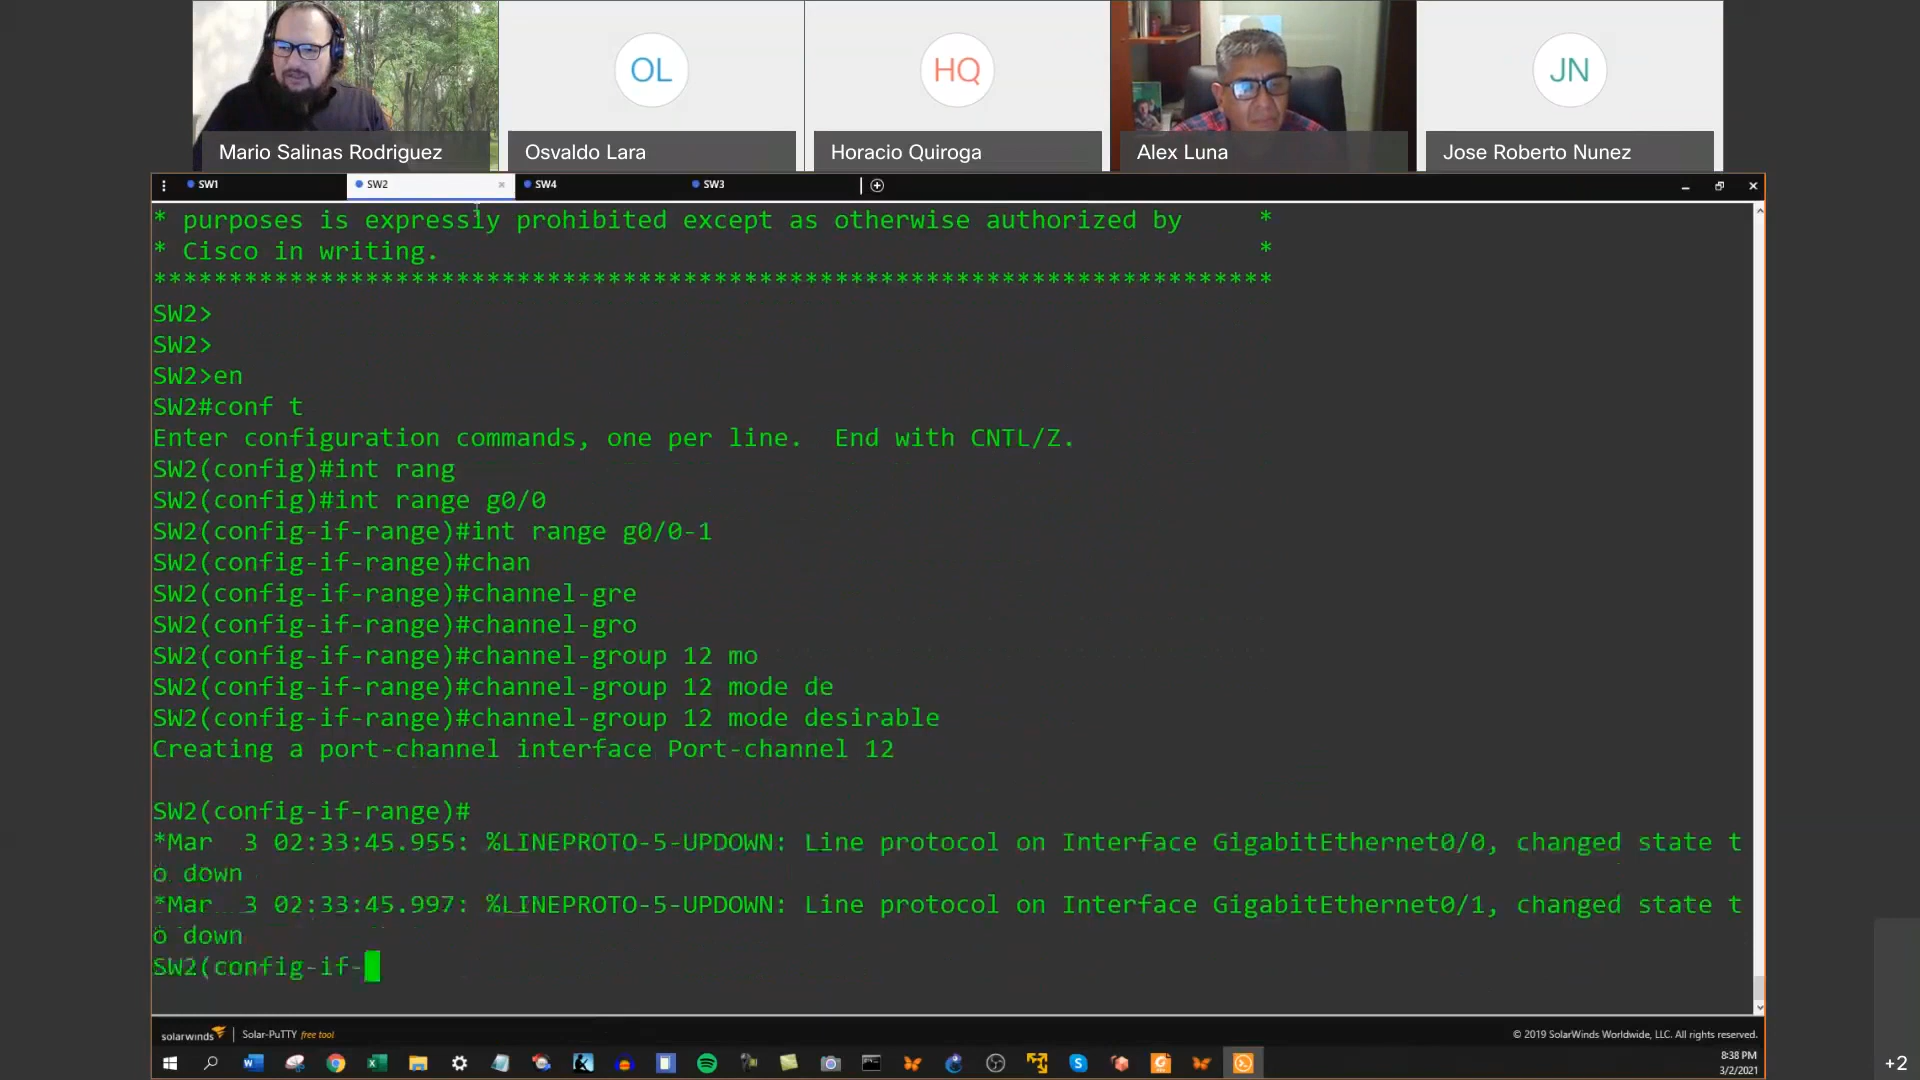 OL
HQ
JN
Mario Salinas Rodriguez
Osvaldo Lara
Horacio Quiroga
Alex Luna
Jose Roberto Nunez
SW1
SW2
SW4
SW3
* purposes is expressly prohibited except as otherwise authorized by *
* Cisco in writing. *
**************************************************************************
SW2>
SW2>
SW2>en
SW2#conf t
Enter configuration commands, one per line. End with CNTL/Z.
SW2(config)#int rang
SW2(config)#int range g0/0
SW2(config-if-range)#int range g0/0-1
SW2(config-if-range)#chan
SW2(config-if-range)#channel-gre
SW2(config-if-range)#channel-gro
SW2(config-if-range)#channel-group 12 mo
SW2(config-if-range)#channel-group 12 mode de
SW2(config-if-range)#channel-group 12 mode desirable
Creating a port-channel interface Port-channel 12
SW2(config-if-range)#
*Mar 3 02:33:45.955: %LINEPROTO-5-UPDOWN: Line protocol on Interface GigabitEthernet0/0, changed state t
o down
*Mar 3 02:33:45.997: %LINEPROTO-5-UPDOWN: Line protocol on Interface GigabitEthernet0/1, changed state t
o down
SW2(config-if-
solarwinds
Solar-PuTTY free tool
© 2019 SolarWinds Worldwide, LLC. All rights reserved.
8:38 PM
3/2/2021
+2